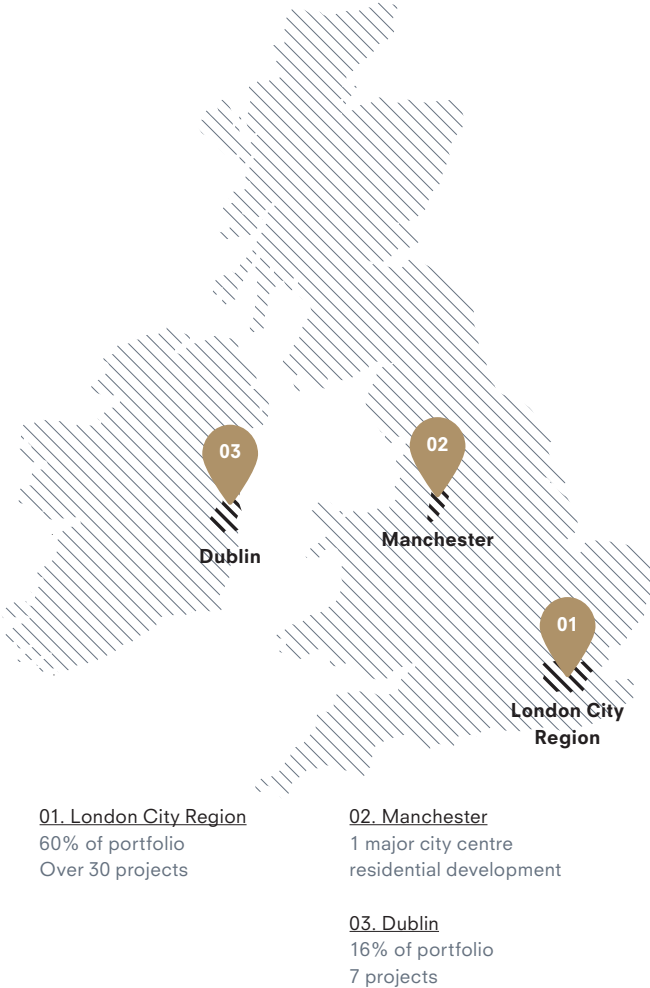 03
Dublin
02
Manchester
01
London City
Region
01. London City Region
60% of portfolio
Over 30 projects
02. Manchester
1 major city centre
residential development
03. Dublin
16% of portfolio
7 projects